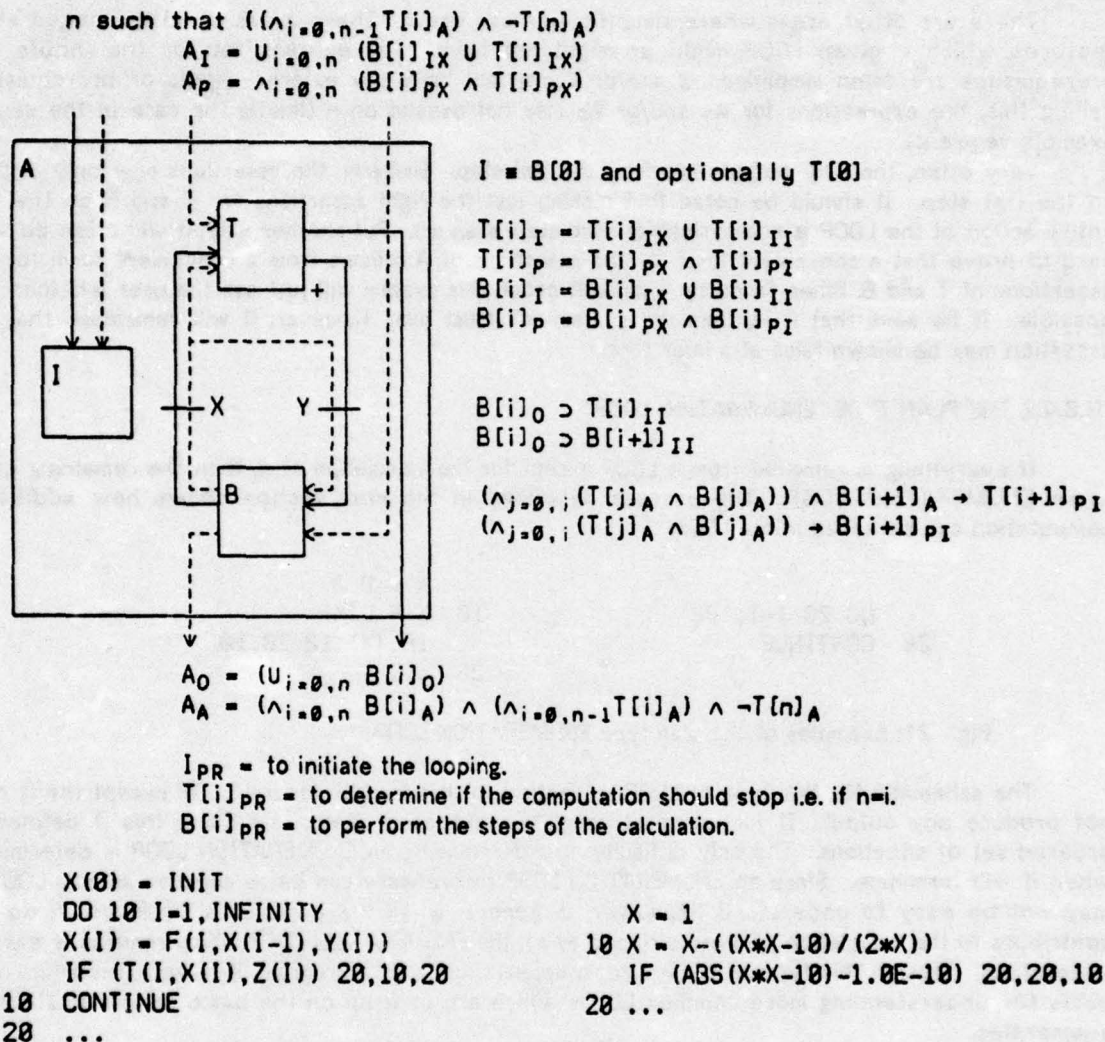 n such that (∧i=0,n-1 T[i]A) ∧ ¬T[n]A
AI = ∪i=0,n (B[i]IX ∪ T[i]IX)
AP = ∧i=0,n (B[i]PX ∧ T[i]PX)
A
I ≡ B[0] and optionally T[0]
T
- +
T[i]I = T[i]IX ∪ T[i]II
T[i]P = T[i]PX ∧ T[i]PI
B[i]I = B[i]IX ∪ B[i]II
B[i]P = B[i]PX ∧ B[i]PI
I
X Y
B[i]O ⊃ T[i]II
B[i]O ⊃ B[i+1]II
B
(∧j=0,i(T[j]A ∧ B[j]A)) ∧ B[i+1]A → T[i+1]PI
(∧j=0,i(T[j]A ∧ B[j]A)) → B[i+1]PI
AO = (∪i=0,n B[i]O)
AA = (∧i=0,n B[i]A) ∧ (∧i=0,n-1T[i]A) ∧ ¬T[n]A
IPR = to initiate the looping.
T[i]PR = to determine if the computation should stop i.e. if n=i.
B[i]PR = to perform the steps of the calculation.
X(0) = INIT
DO 10 I=1, INFINITY
X(I) = F(I,X(I-1),Y(I))
IF (T(I,X(I),Z(I))) 20,10,20
10 CONTINUE
20 ...
X = 1
10 X = X-((X*X-10)/(2*X))
IF (ABS(X*X-10)-1.0E-10) 20,20,10
20 ...